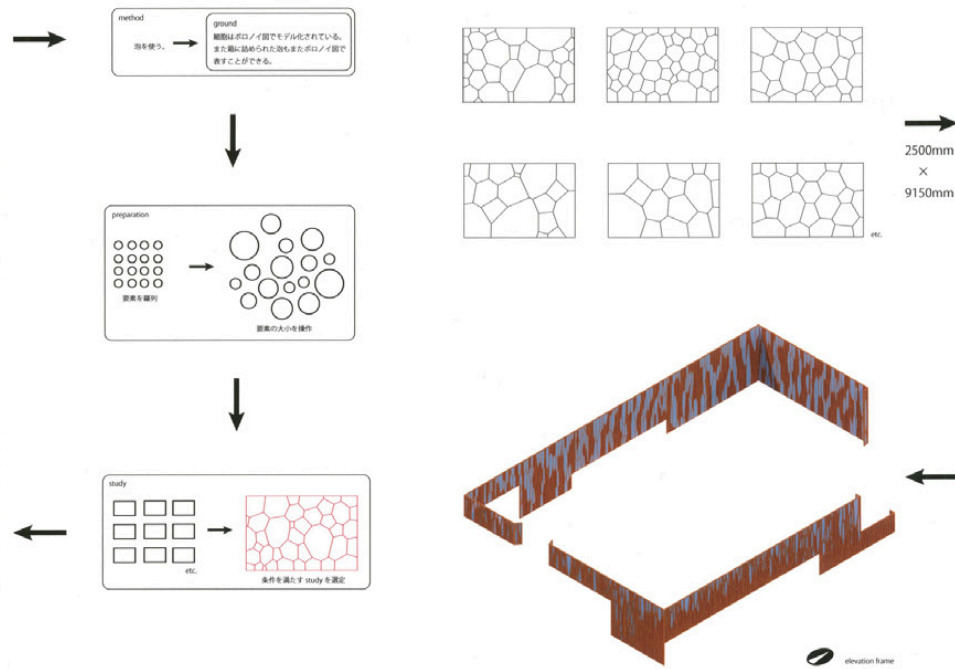 method
泡を使う。
ground
細胞はボロノイ図でモデル化されている。
また箱に詰められた泡もまたボロノイ図で
表すことができる。
preparation
要素を羅列
要素の大小を操作
study
etc.
条件を満たす study を選定
etc.
2500mm
×
9150mm
elevation frame